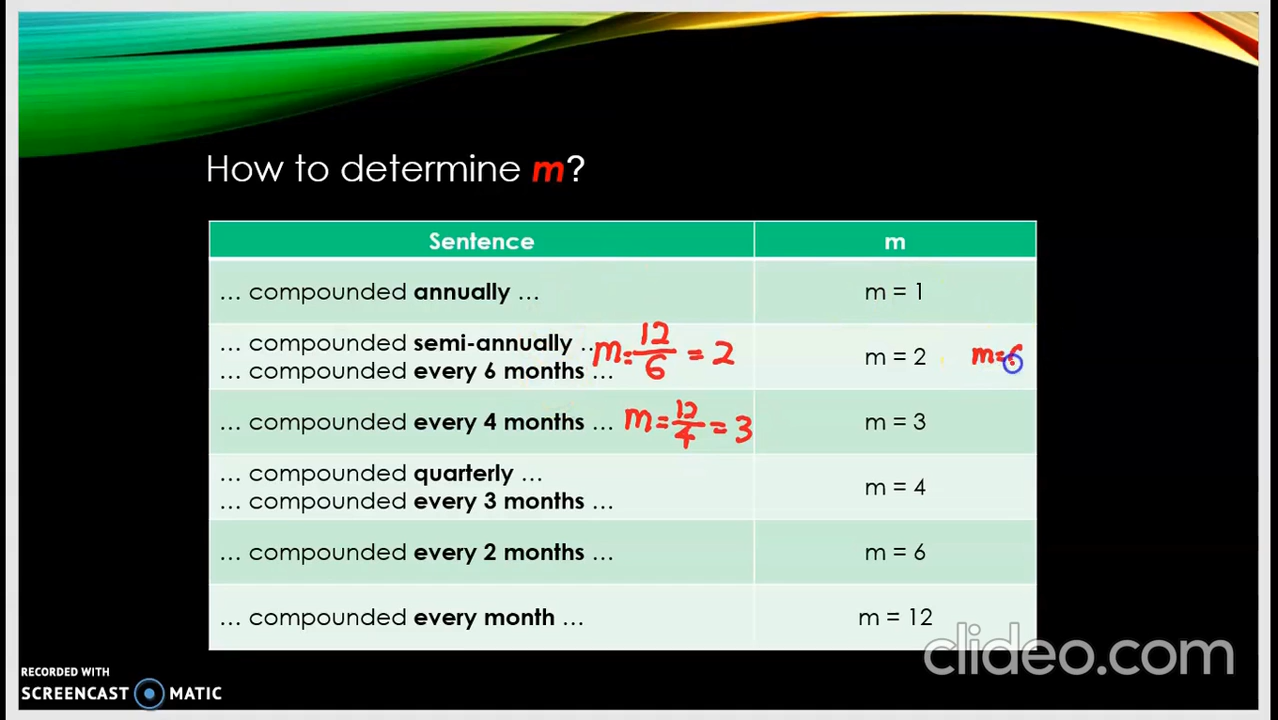 How to determine m?
Sentence m
... compounded annually ... m = 1
... compounded semi-annually .. m = 12/6 = 2
... compounded every 6 months ... m = 2 m=6
... compounded every 4 months ... m = 12/4 = 3 m = 3
... compounded quarterly ...
... compounded every 3 months ... m = 4
... compounded every 2 months ... m = 6
... compounded every month ... m = 12
clideo.com
RECORDED WITH
SCREENCAST MATIC